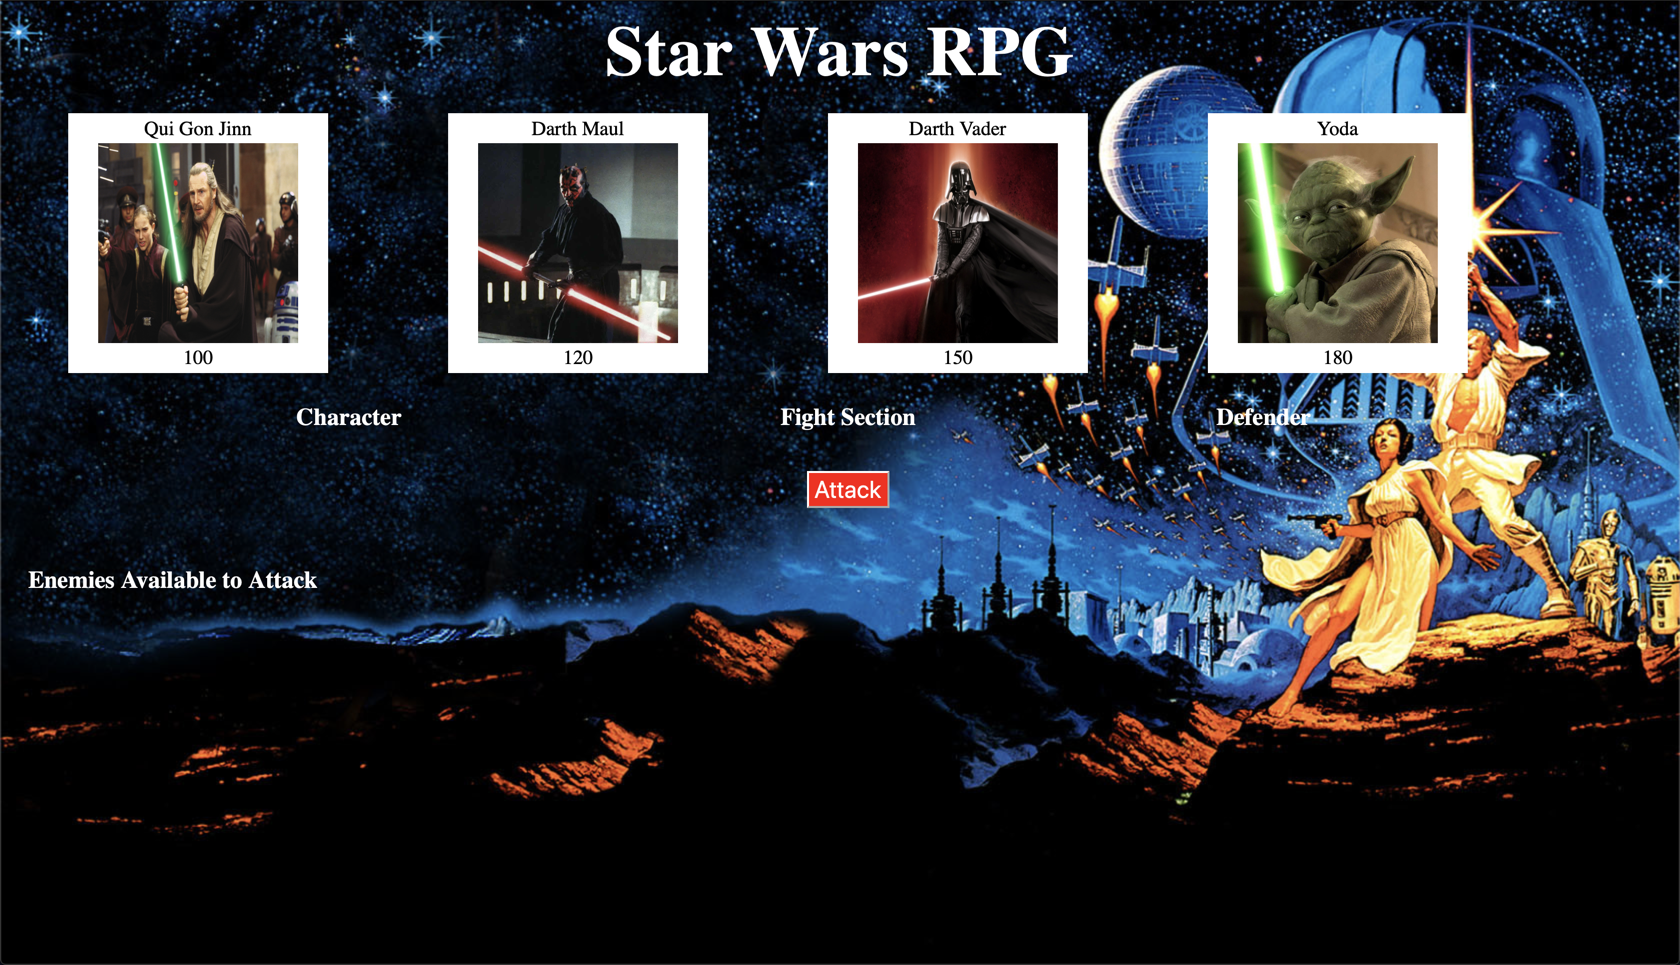 Star Wars RPG
Qui Gon Jinn
100
Darth Maul
120
Darth Vader
150
Yoda
180
Character
Fight Section
Defender
Attack
Enemies Available to Attack